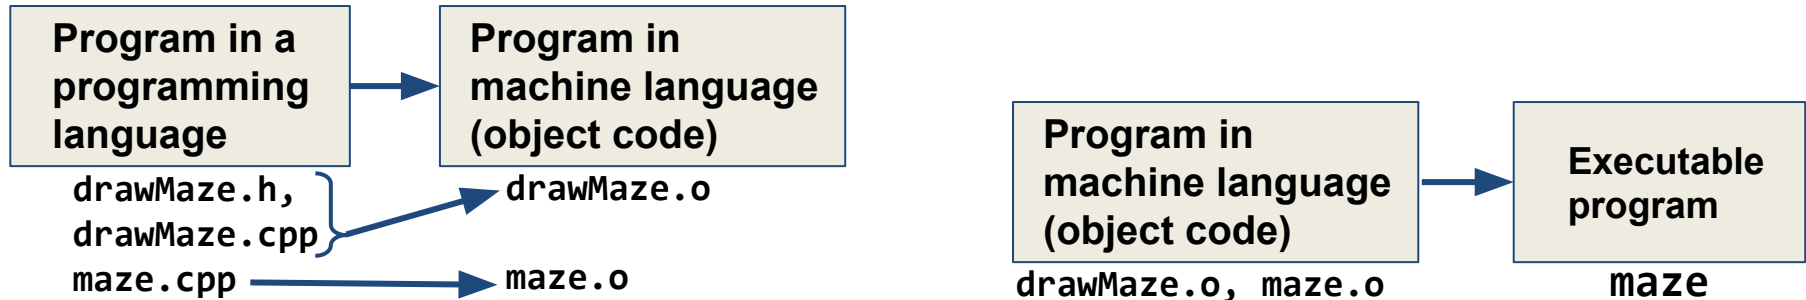 Program in a
programming
language
Program in
machine language
(object code)
drawMaze.h,
drawMaze.cpp
drawMaze.o
maze.cpp
maze.o
Program in
machine language
(object code)
Executable
program
drawMaze.o, maze.o
maze